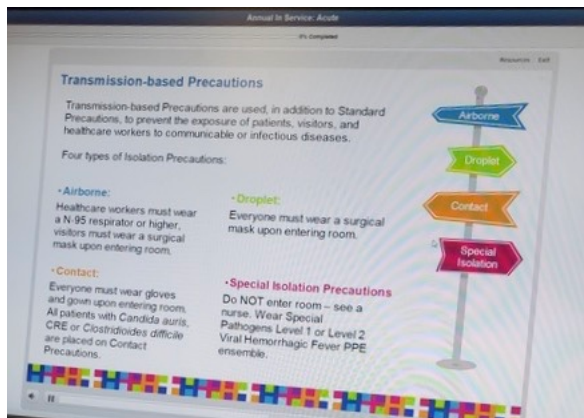 Annual In Service: Acute
0% Completed
Resources Exit
Transmission-based Precautions
Transmission-based Precautions are used, in addition to Standard
Precautions, to prevent the exposure of patients, visitors, and
healthcare workers to communicable or infectious diseases.
Four types of Isolation Precautions:
•Airborne:
Healthcare workers must wear
a N-95 respirator or higher,
visitors must wear a surgical
mask upon entering room.
•Droplet:
Everyone must wear a surgical
mask upon entering room.
•Contact:
Everyone must wear gloves
and gown upon entering room.
All patients with Candida auris,
CRE or Clostridioides difficile
are placed on Contact
Precautions.
•Special Isolation Precautions
Do NOT enter room – see a
nurse. Wear Special
Pathogens Level 1 or Level 2
Viral Hemorrhagic Fever PPE
ensemble.
Airborne
Droplet
Contact
Special
Isolation